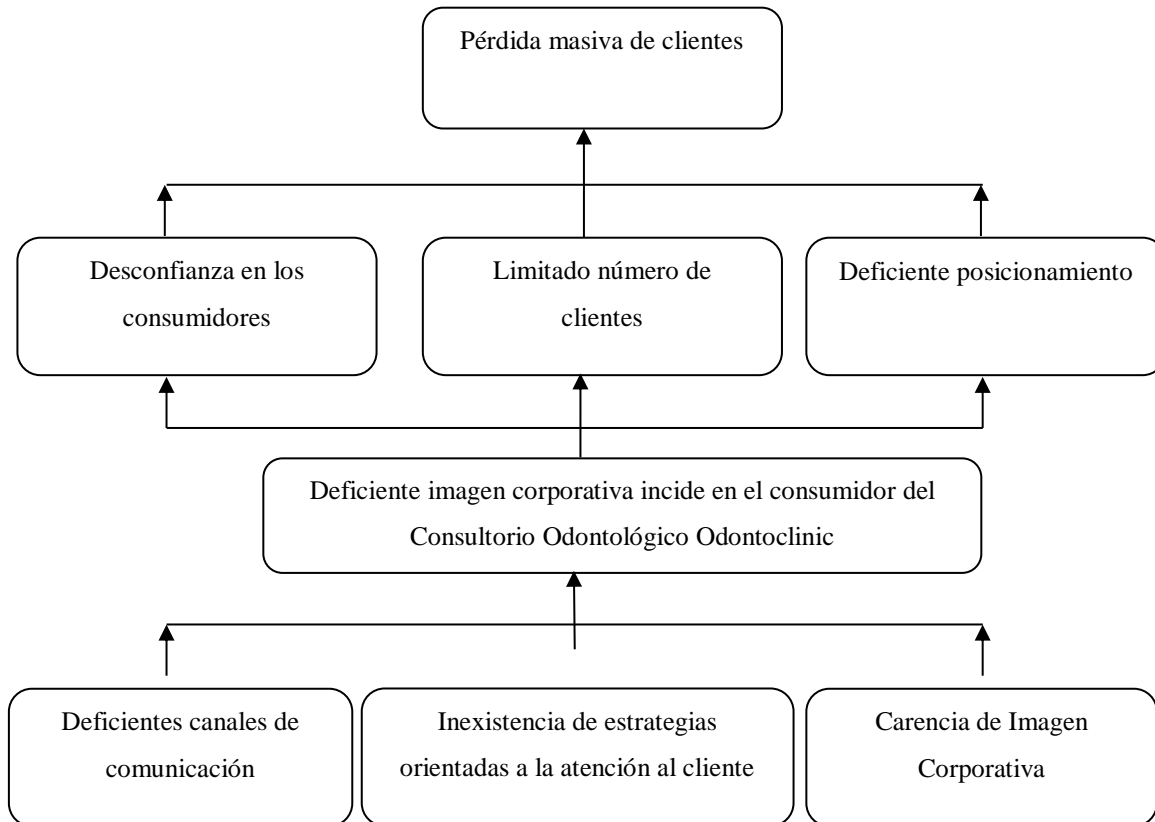 Pérdida masiva de clientes
Desconfianza en los
consumidores
Limitado número de
clientes
Deficiente posicionamiento
Deficiente imagen corporativa incide en el consumidor del
Consultorio Odontológico Odontoclinic
Deficientes canales de
comunicación
Inexistencia de estrategias
orientadas a la atención al cliente
Carencia de Imagen
Corporativa